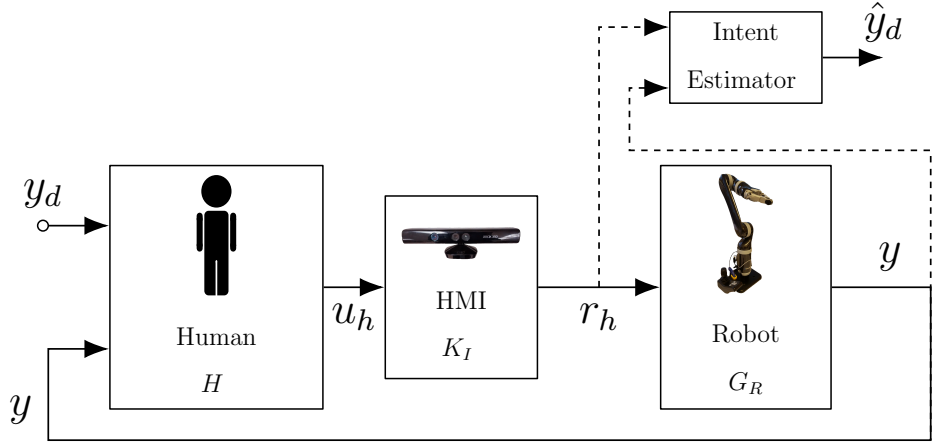 Intent
Estimator
ŷ_d
y_d
Human
H
u_h
HMI
K_I
r_h
Robot
G_R
y
y